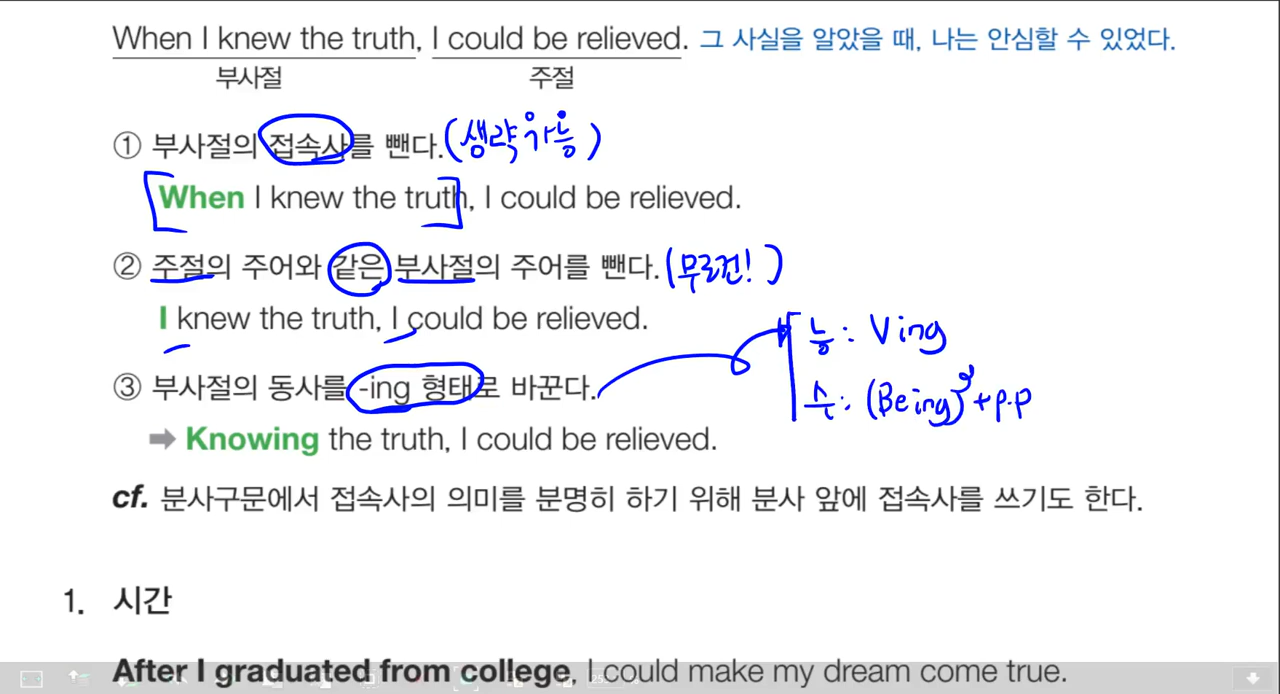 When I knew the truth, I could be relieved. 그 사실을 알았을 때, 나는 안심할 수 있었다.
부사절 주절
① 부사절의 접속사를 뺀다. (생략 가능)
When I knew the truth, I could be relieved.
② 주절의 주어와 같은 부사절의 주어를 뺀다. (무조건!)
I knew the truth, I could be relieved.
능: Ving
③ 부사절의 동사를 -ing 형태로 바꾼다.
수: (Being) + p.p
➡ Knowing the truth, I could be relieved.
cf. 분사구문에서 접속사의 의미를 분명히 하기 위해 분사 앞에 접속사를 쓰기도 한다.
1. 시간
After I graduated from college, I could make my dream come true.